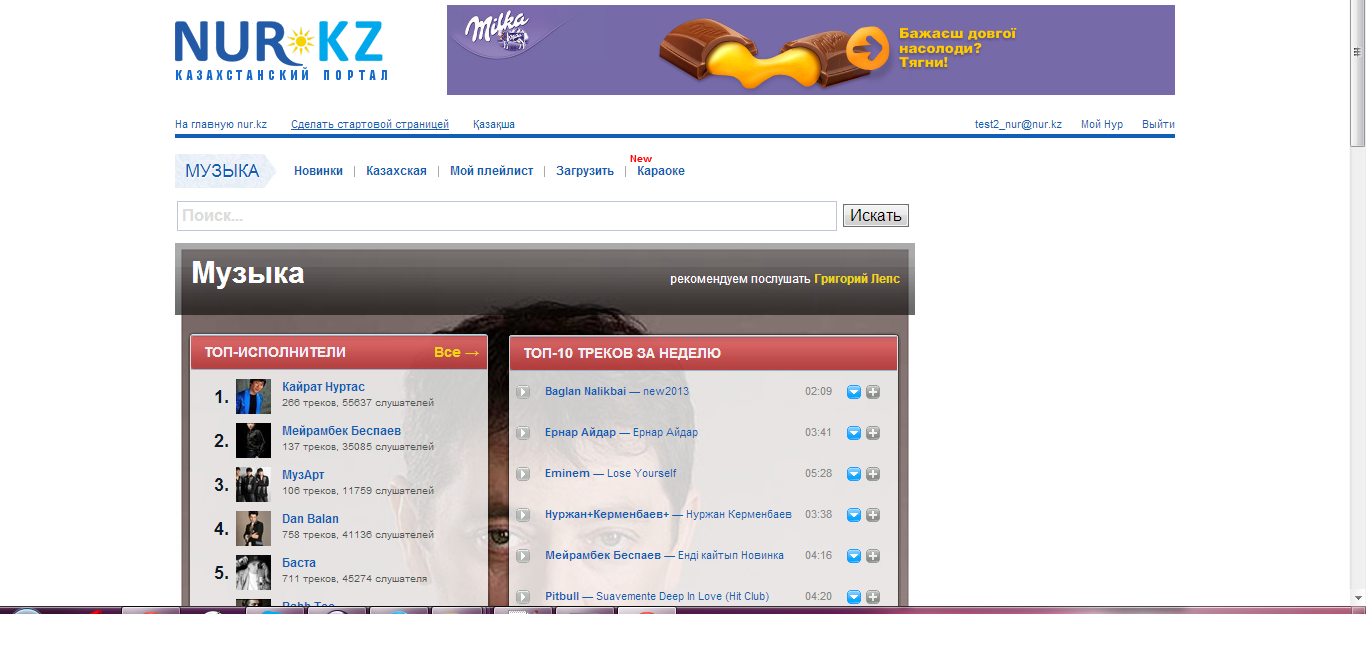 NUR KZ
КАЗАХСТАНСКИЙ ПОРТАЛ
Milka
Бажаєш довгої
насолоди?
Тягни!
На главную nur.kz Сделать стартовой страницей Қазақша test2_nur@nur.kz Мой Нур Выйти
МУЗЫКА Новинки | Казахская | Мой плейлист | Загрузить | New Караоке
Поиск... Искать
Музыка рекомендуем послушать Григорий Лепс
ТОП-ИСПОЛНИТЕЛИ Все →
1. Кайрат Нуртас
266 треков, 55637 слушателей
2. Мейрамбек Беспаев
137 треков, 35085 слушателей
3. МузАрт
106 треков, 11759 слушателей
4. Dan Balan
758 треков, 41136 слушателей
5. Баста
711 треков, 45274 слушателя
ТОП-10 ТРЕКОВ ЗА НЕДЕЛЮ
Baglan Nalikbai — new2013 02:09
Ернар Айдар — Ернар Айдар 03:41
Eminem — Lose Yourself 05:28
Нуржан+Керменбаев+ — Нуржан Керменбаев 03:38
Мейрамбек Беспаев — Енді кайтып Новинка 04:16
Pitbull — Suavemente Deep In Love (Hit Club) 04:20